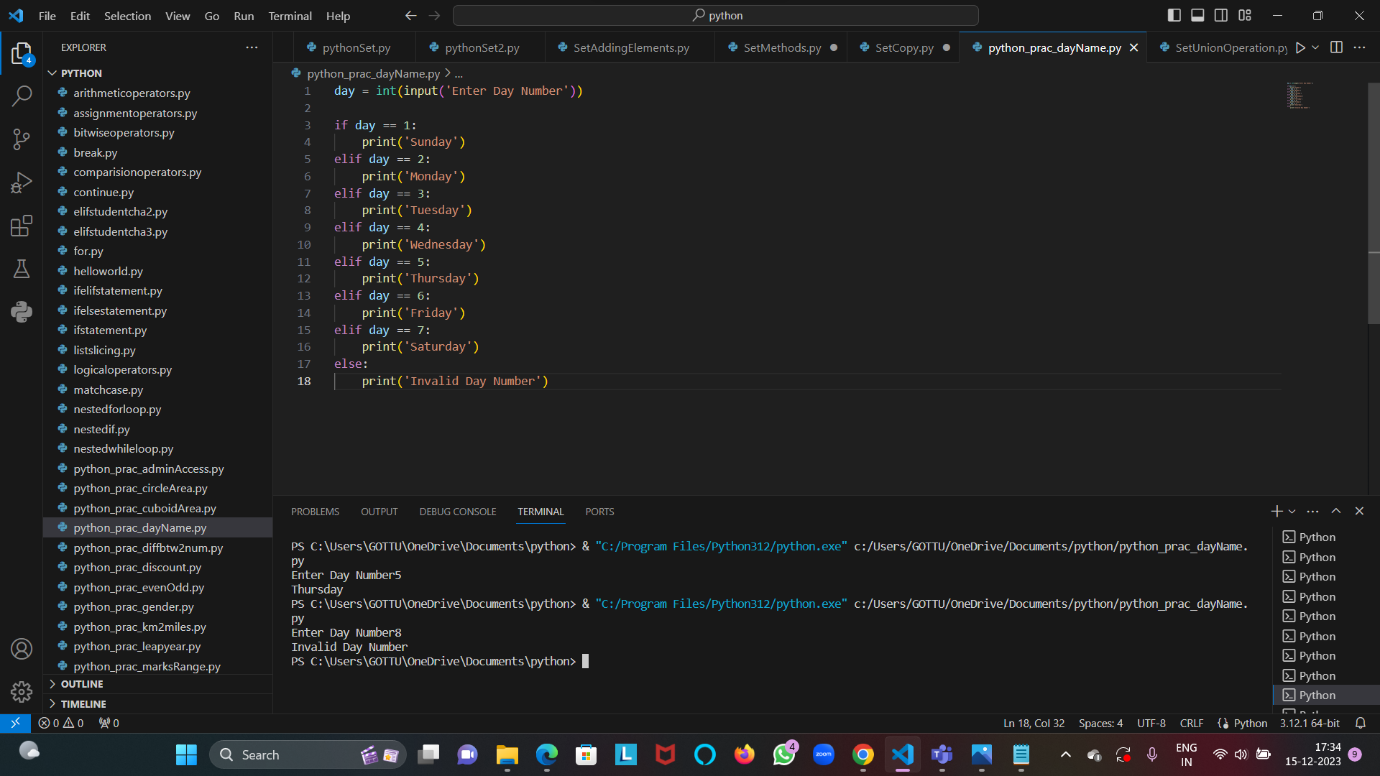 File Edit Selection View Go Run Terminal Help
python
EXPLORER
pythonSet.py
pythonSet2.py
SetAddingElements.py
SetMethods.py
SetCopy.py
python_prac_dayName.py
SetUnionOperation.py
4
PYTHON
arithmeticoperators.py
assignmentoperators.py
bitwiseoperators.py
break.py
comparisionoperators.py
continue.py
elifstudentcha2.py
elifstudentcha3.py
for.py
helloworld.py
ifelifstatement.py
ifelsestatement.py
ifstatement.py
listslicing.py
logicaloperators.py
matchcase.py
nestedforloop.py
nestedif.py
nestedwhileloop.py
python_prac_adminAccess.py
python_prac_circleArea.py
python_prac_cuboidArea.py
python_prac_dayName.py
python_prac_diffbtw2num.py
python_prac_discount.py
python_prac_evenOdd.py
python_prac_gender.py
python_prac_km2miles.py
python_prac_leapyear.py
python_prac_marksRange.py
OUTLINE
TIMELINE
python_prac_dayName.py > ...
1 day = int(input('Enter Day Number'))
2
3 if day == 1:
4     print('Sunday')
5 elif day == 2:
6     print('Monday')
7 elif day == 3:
8     print('Tuesday')
9 elif day == 4:
10     print('Wednesday')
11 elif day == 5:
12     print('Thursday')
13 elif day == 6:
14     print('Friday')
15 elif day == 7:
16     print('Saturday')
17 else:
18     print('Invalid Day Number')
PROBLEMS OUTPUT DEBUG CONSOLE TERMINAL PORTS
PS C:\Users\GOTTU\OneDrive\Documents\python> & "C:/Program Files/Python312/python.exe" c:/Users/GOTTU/OneDrive/Documents/python/python_prac_dayName.
py
Enter Day Number5
Thursday
PS C:\Users\GOTTU\OneDrive\Documents\python> & "C:/Program Files/Python312/python.exe" c:/Users/GOTTU/OneDrive/Documents/python/python_prac_dayName.
py
Enter Day Number8
Invalid Day Number
PS C:\Users\GOTTU\OneDrive\Documents\python>
Python
Python
Python
Python
Python
Python
Python
Python
Python
0 0 0
Ln 18, Col 32 Spaces: 4 UTF-8 CRLF Python 3.12.1 64-bit
Search
L
4
zoom
ENG
IN
17:34
15-12-2023
9